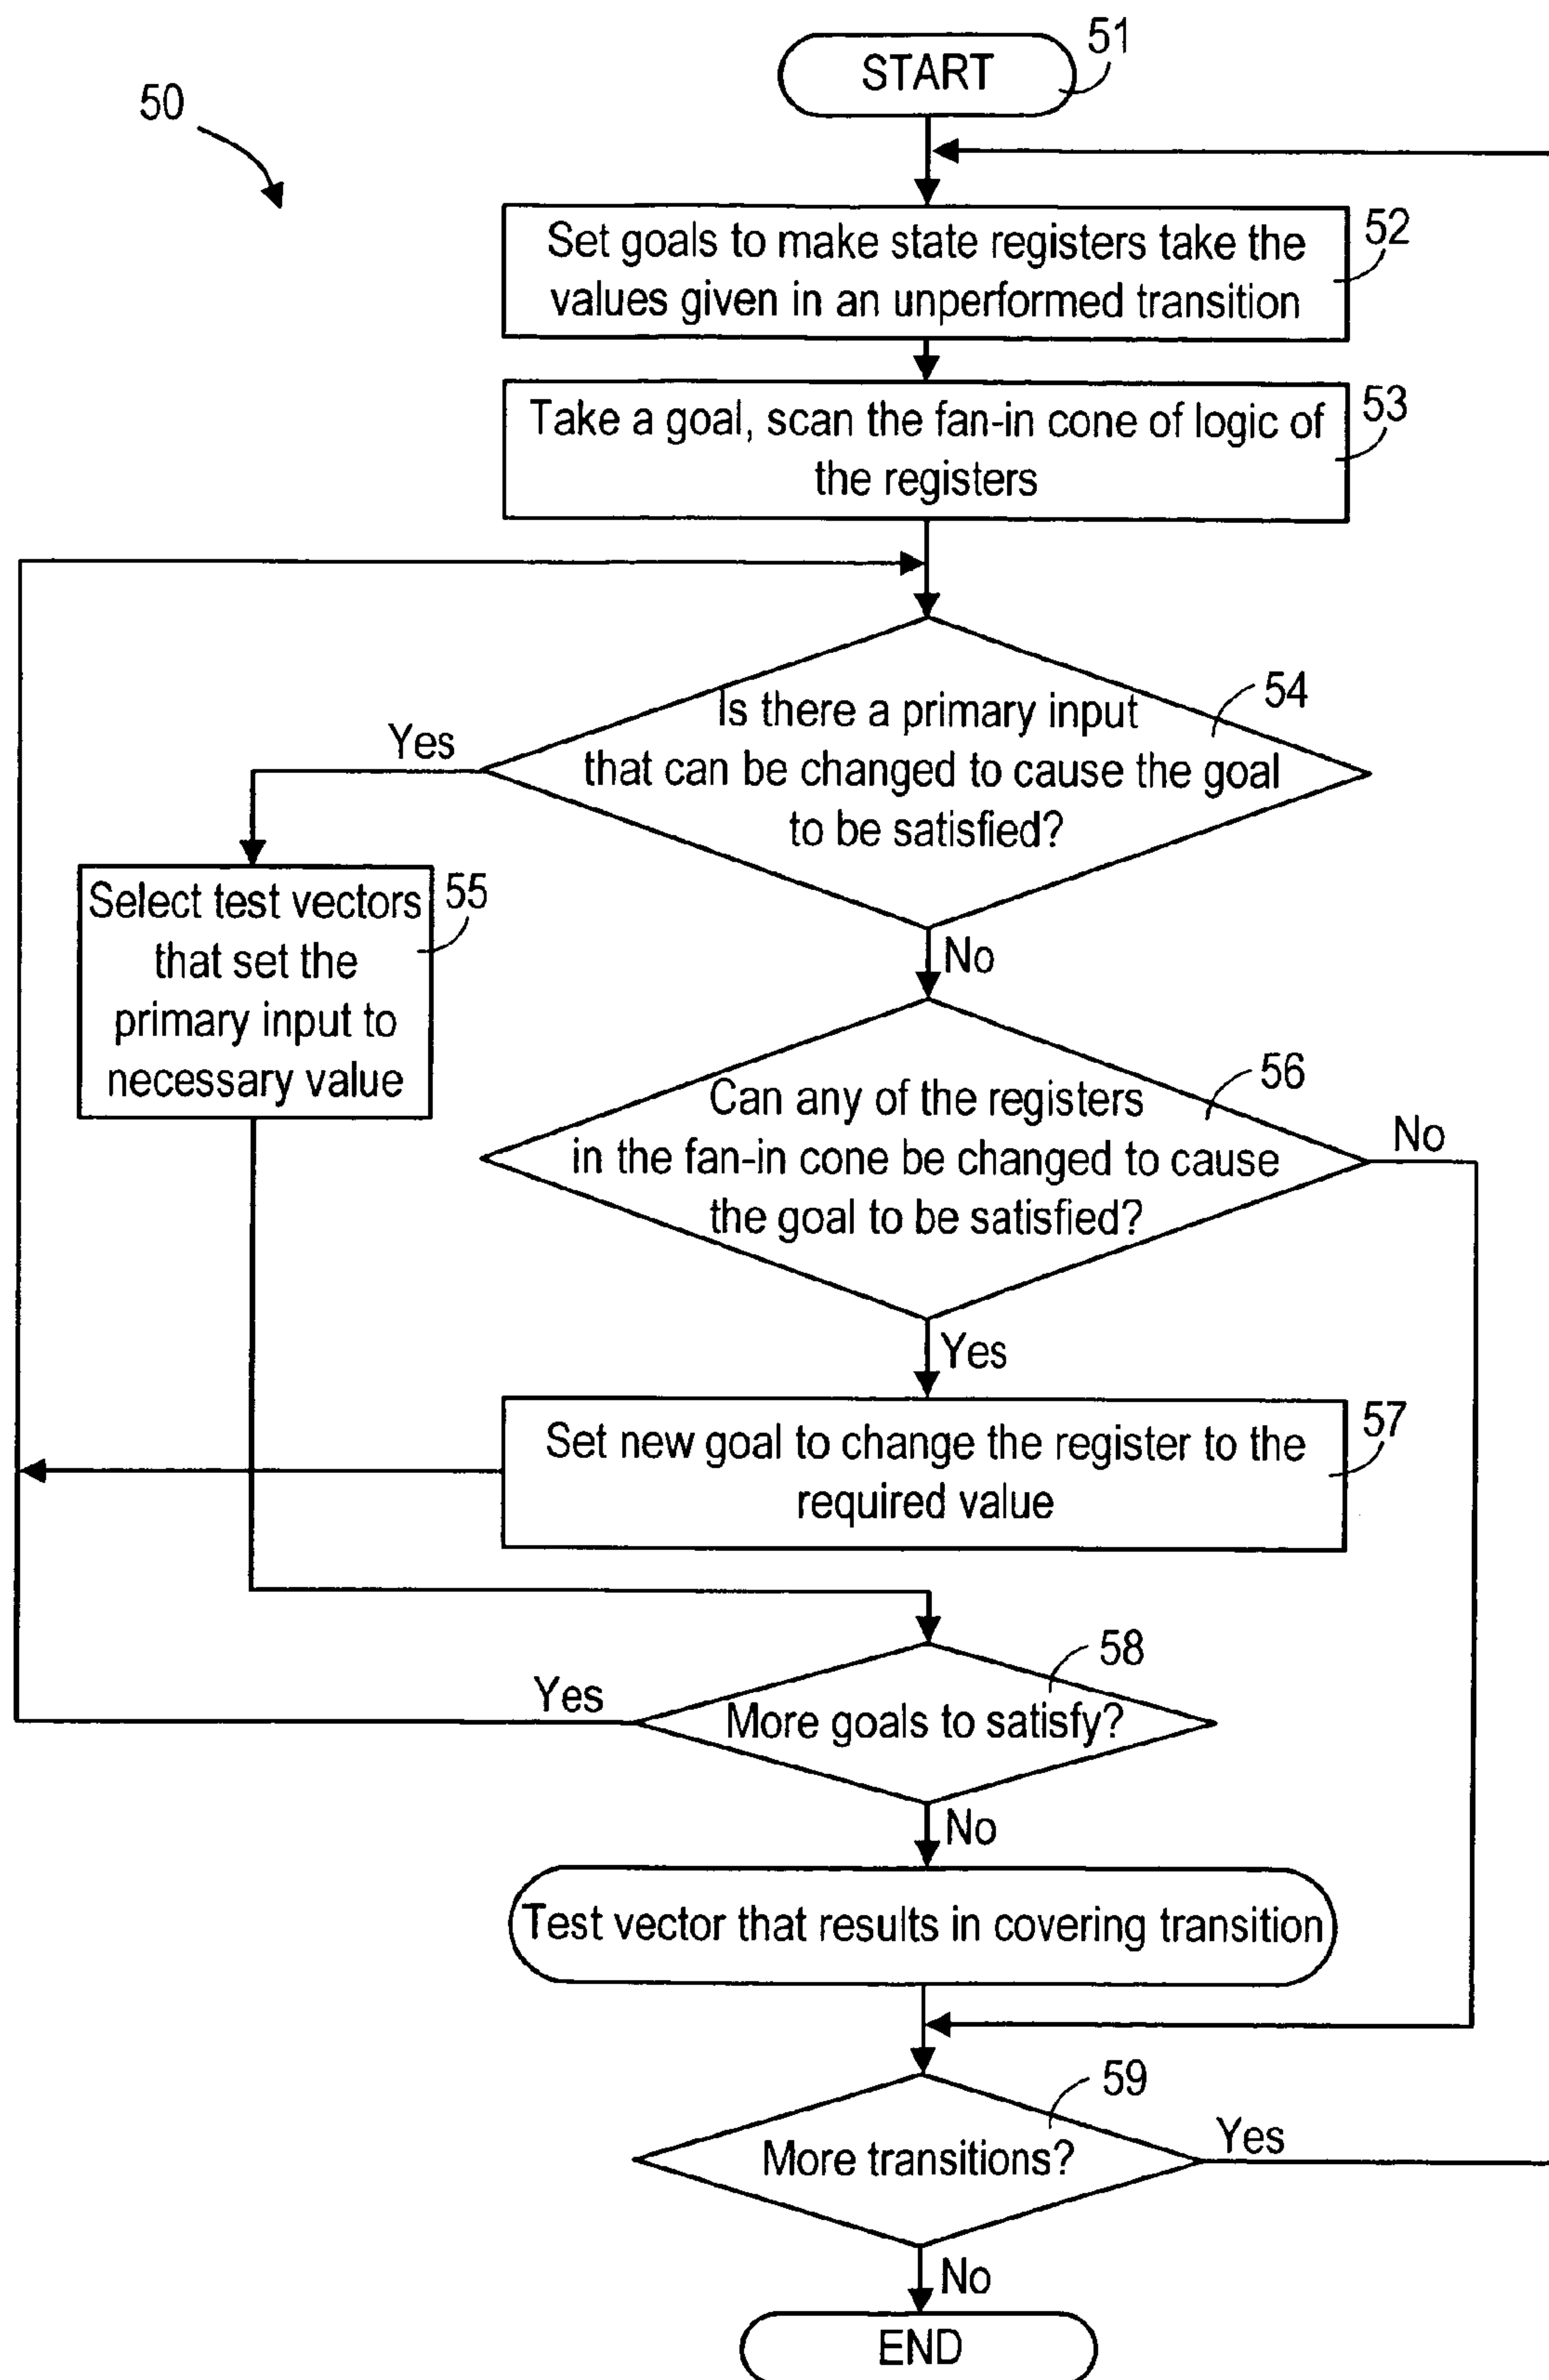 51
START
50
Set goals to make state registers take the
values given in an unperformed transition
52
Take a goal, scan the fan-in cone of logic of
the registers
53
Is there a primary input
that can be changed to cause the goal
to be satisfied?
54
Yes
No
Select test vectors
that set the
primary input to
necessary value
55
Can any of the registers
in the fan-in cone be changed to cause
the goal to be satisfied?
56
No
Yes
Set new goal to change the register to the
required value
57
More goals to satisfy?
58
Yes
No
Test vector that results in covering transition
More transitions?
59
Yes
No
END